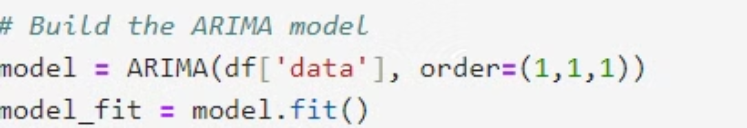 # Build the ARIMA model
model = ARIMA(df['data'], order=(1,1,1))
model_fit = model.fit()